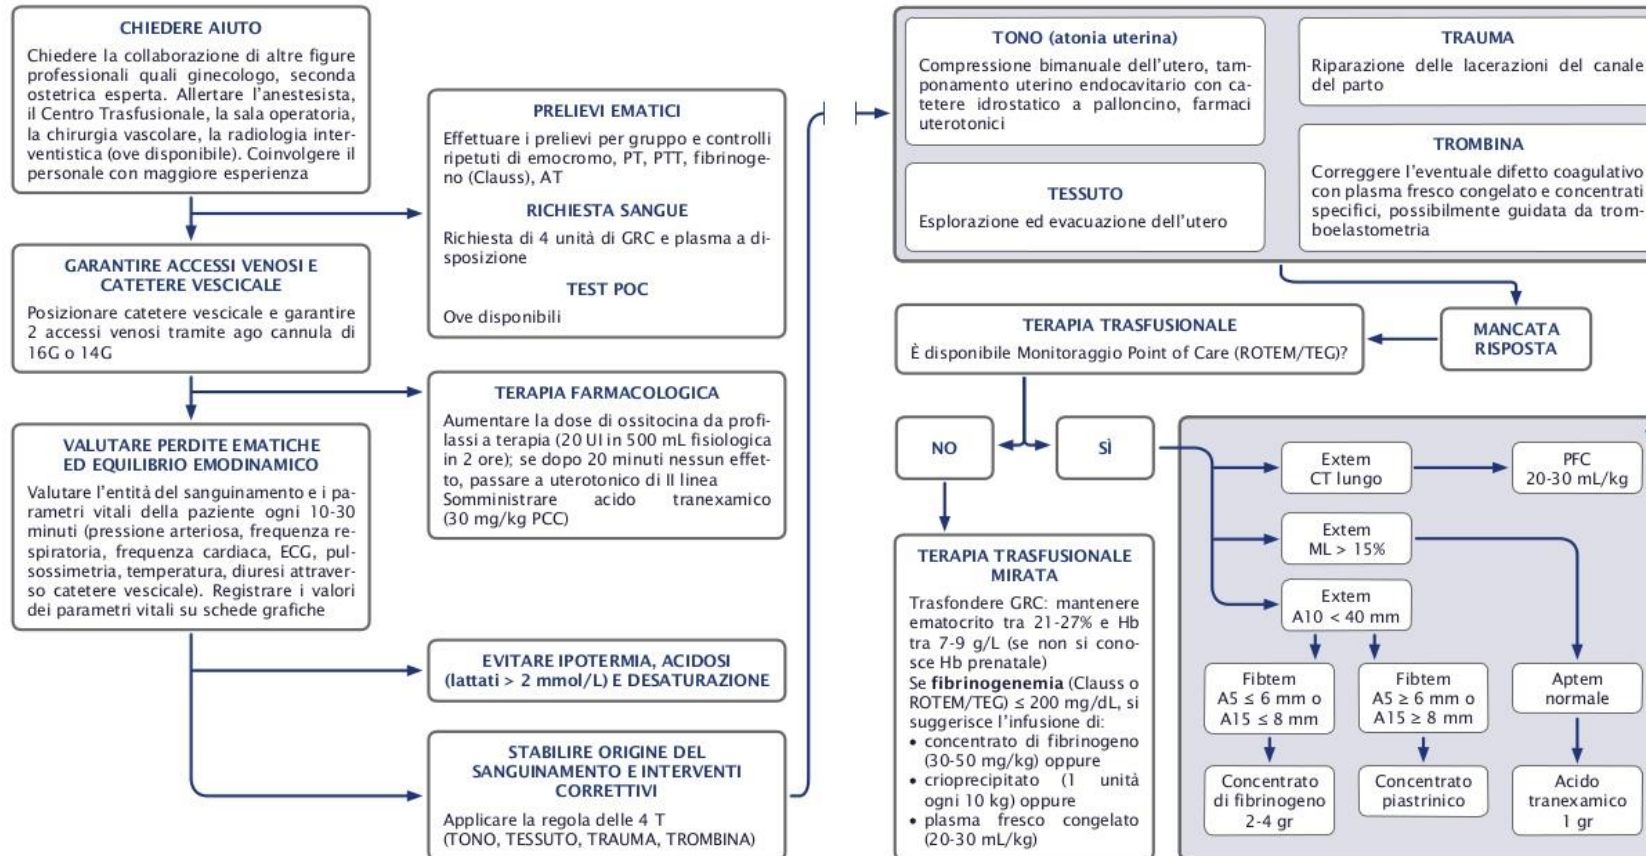 CHIEDERE AIUTO
Chiedere la collaborazione di altre figure
professionali quali ginecologo, seconda
ostetrica esperta. Allertare l'anestesista,
il Centro Trasfusionale, la sala operatoria,
la chirurgia vascolare, la radiologia inter-
ventistica (ove disponibile). Coinvolgere il
personale con maggiore esperienza
PRELIEVI EMATICI
Effettuare i prelievi per gruppo e controlli
ripetuti di emocromo, PT, PTT, fibrinoge-
no (Clauss), AT
RICHIESTA SANGUE
Richiesta di 4 unità di GRC e plasma a di-
sposizione
TEST POC
Ove disponibili
GARANTIRE ACCESSI VENOSI E
CATETERE VESCICALE
Posizionare catetere vescicale e garantire
2 accessi venosi tramite ago cannula di
16G o 14G
TERAPIA FARMACOLOGICA
Aumentare la dose di ossitocina da profi-
lassi a terapia (20 UI in 500 mL fisiologica
in 2 ore); se dopo 20 minuti nessun effet-
to, passare a uterotonico di II linea
Somministrare acido tranexamico
(30 mg/kg PCC)
VALUTARE PERDITE EMATICHE
ED EQUILIBRIO EMODINAMICO
Valutare l'entità del sanguinamento e i pa-
rametri vitali della paziente ogni 10-30
minuti (pressione arteriosa, frequenza re-
spiratoria, frequenza cardiaca, ECG, pul-
sossimetria, temperatura, diuresi attraver-
so catetere vescicale). Registrare i valori
dei parametri vitali su schede grafiche
EVITARE IPOTERMIA, ACIDOSI
(lattati > 2 mmol/L) E DESATURAZIONE
STABILIRE ORIGINE DEL
SANGUINAMENTO E INTERVENTI
CORRETTIVI
Applicare la regola delle 4 T
(TONO, TESSUTO, TRAUMA, TROMBINA)
TONO (atonia uterina)
Compressione bimanuale dell'utero, tam-
ponamento uterino endocavitario con ca-
tetere idrostatico a palloncino, farmaci
uterotonici
TRAUMA
Riparazione delle lacerazioni del canale
del parto
TESSUTO
Esplorazione ed evacuazione dell'utero
TROMBINA
Correggere l'eventuale difetto coagulativo
con plasma fresco congelato e concentrati
specifici, possibilmente guidata da trom-
boelastometria
MANCATA
RISPOSTA
TERAPIA TRASFUSIONALE
È disponibile Monitoraggio Point of Care (ROTEM/TEG)?
NO
SÌ
TERAPIA TRASFUSIONALE
MIRATA
Trasfondere GRC: mantenere
ematocrito tra 21-27% e Hb
tra 7-9 g/L (se non si cono-
sce Hb prenatale)
Se fibrinogenemia (Clauss o
ROTEM/TEG) ≤ 200 mg/dL, si
suggerisce l'infusione di:
• concentrato di fibrinogeno
(30-50 mg/kg) oppure
• crioprecipitato (1 unità
ogni 10 kg) oppure
• plasma fresco congelato
(20-30 mL/kg)
Extem
CT lungo
PFC
20-30 mL/kg
Extem
ML > 15%
Extem
A10 < 40 mm
Fibtem
A5 ≤ 6 mm o
A15 ≤ 8 mm
Fibtem
A5 ≥ 6 mm o
A15 ≥ 8 mm
Aptem
normale
Concentrato
di fibrinogeno
2-4 gr
Concentrato
piastrinico
Acido
tranexamico
1 gr